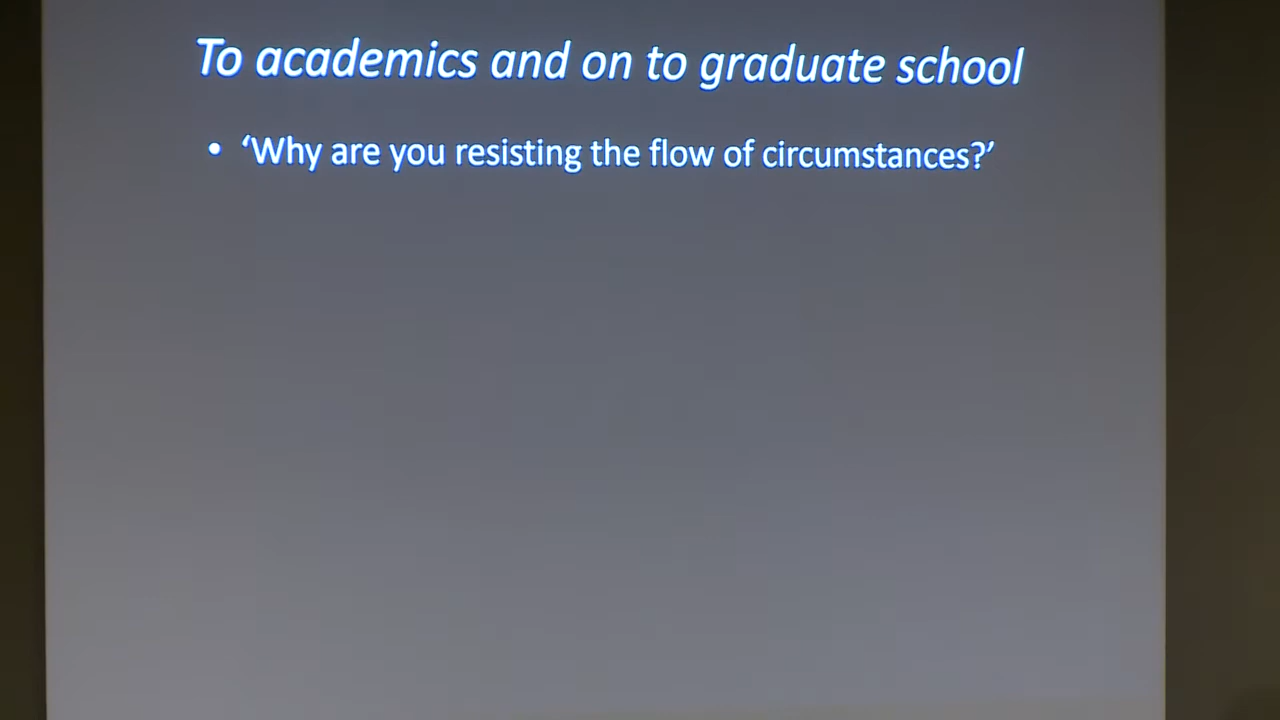 To academics and on to graduate school
• ‘Why are you resisting the flow of circumstances?’